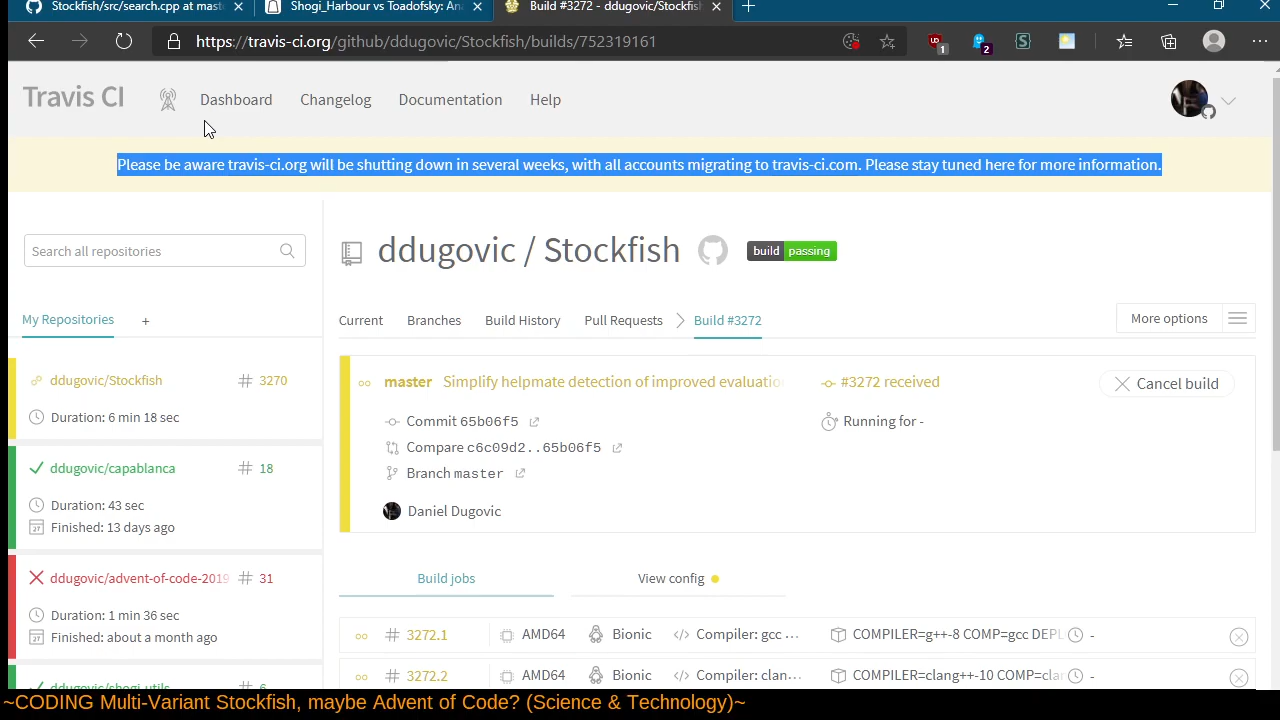 Stockfish/src/search.cpp at mast
Shogi_Harbour vs Toadofsky: Ana
Build #3272 - ddugovic/Stockfish
https://travis-ci.org/github/ddugovic/Stockfish/builds/752319161
1
2
Travis CI
Dashboard
Changelog
Documentation
Help
Please be aware travis-ci.org will be shutting down in several weeks, with all accounts migrating to travis-ci.com. Please stay tuned here for more information.
Search all repositories
My Repositories +
ddugovic/Stockfish # 3270
Duration: 6 min 18 sec
ddugovic/capablanca # 18
Duration: 43 sec
Finished: 13 days ago
ddugovic/advent-of-code-2019 # 31
Duration: 1 min 36 sec
Finished: about a month ago
ddugovic/shogi-utils # 6
ddugovic / Stockfish
build passing
Current Branches Build History Pull Requests Build #3272
More options
master Simplify helpmate detection of improved evaluatio
#3272 received
Cancel build
Commit 65b06f5
Running for -
Compare c6c09d2..65b06f5
Branch master
Daniel Dugovic
Build jobs
View config
# 3272.1 AMD64 Bionic </> Compiler: gcc ... COMPILER=g++-8 COMP=gcc DEPL -
# 3272.2 AMD64 Bionic </> Compiler: clan... COMPILER=clang++-10 COMP=cla -
~CODING Multi-Variant Stockfish, maybe Advent of Code? (Science & Technology)~